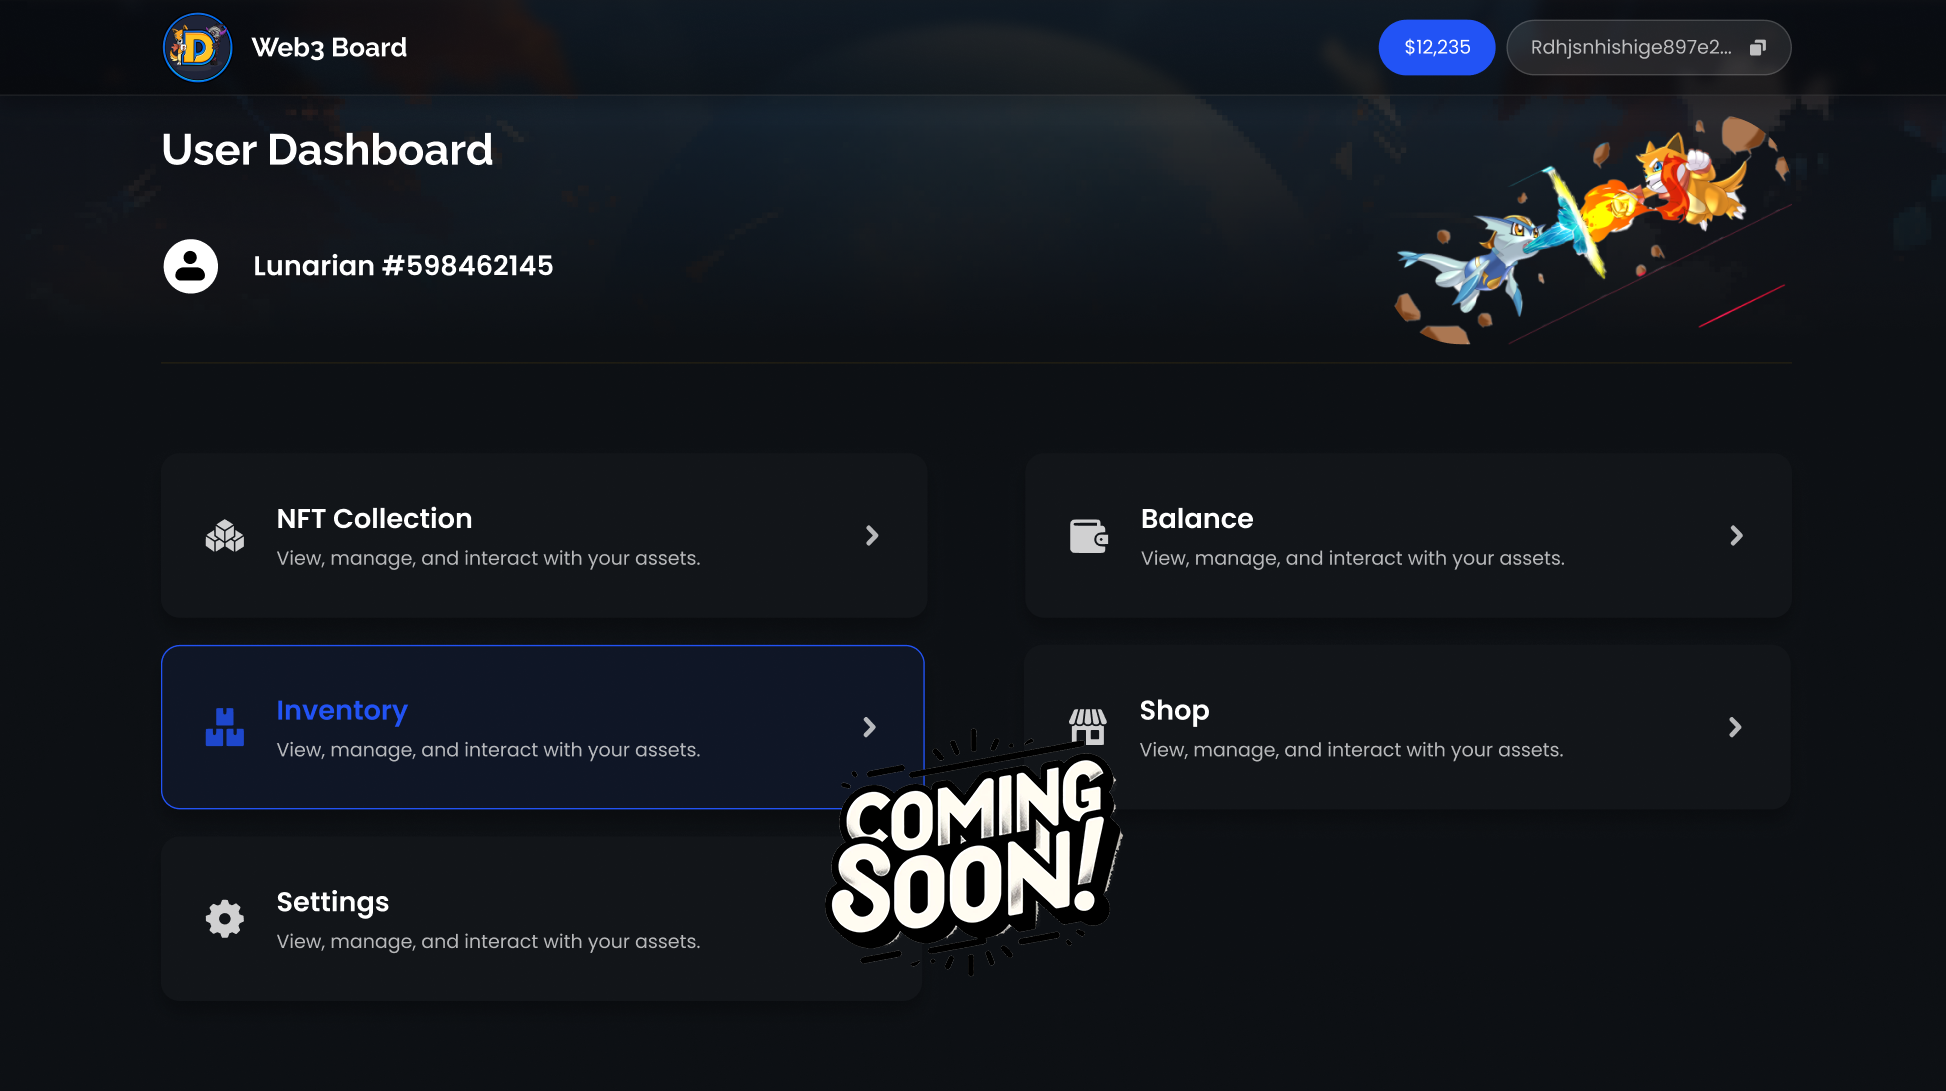 D
Web3 Board
$12,235
Rdhjsnhishige897e2...
User Dashboard
Lunarian #598462145
NFT Collection
View, manage, and interact with your assets.
Balance
View, manage, and interact with your assets.
Inventory
View, manage, and interact with your assets.
Shop
View, manage, and interact with your assets.
COMING
SOON!
Settings
View, manage, and interact with your assets.